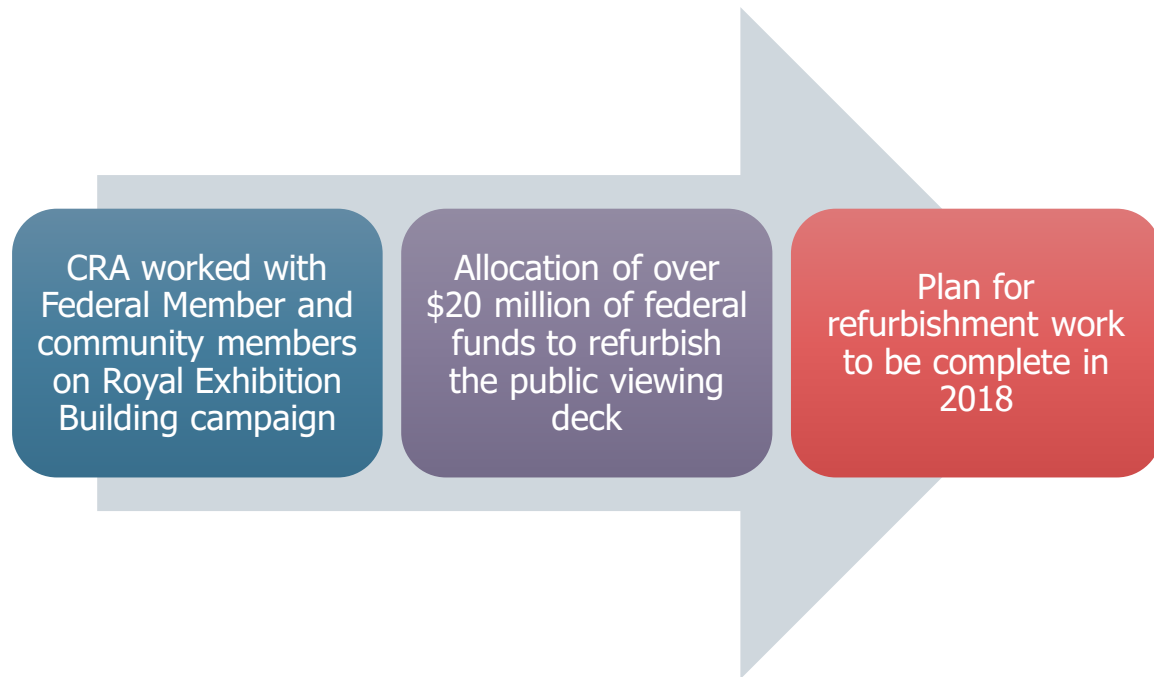 CRA worked with
Federal Member and
community members
on Royal Exhibition
Building campaign
Allocation of over
$20 million of federal
funds to refurbish
the public viewing
deck
Plan for
refurbishment work
to be complete in
2018